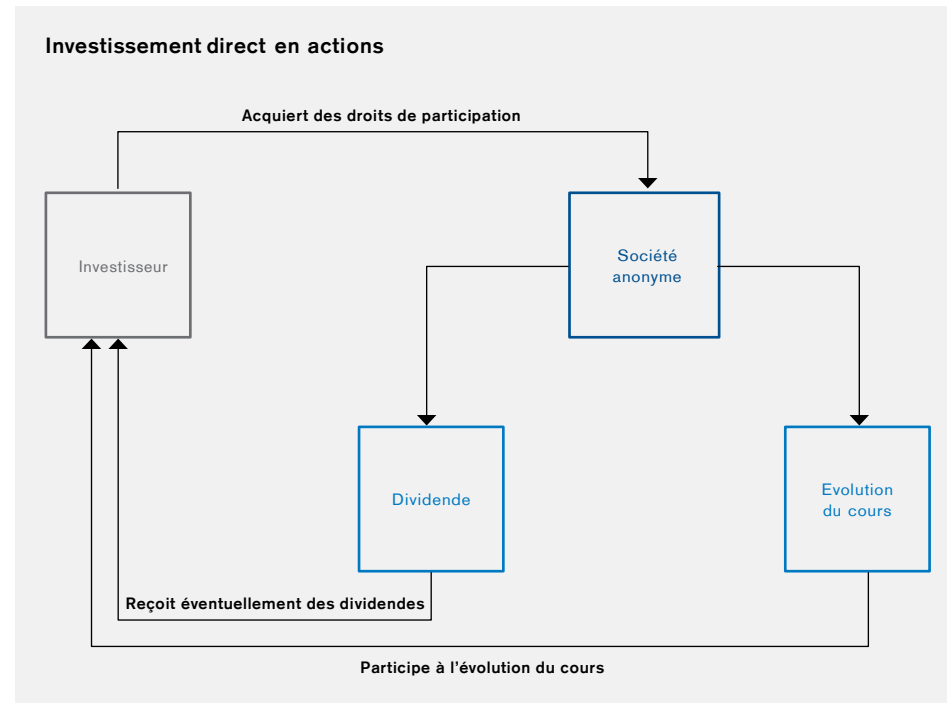 Investissement direct en actions
Acquiert des droits de participation
Investisseur
Société
anonyme
Dividende
Evolution
du cours
Reçoit éventuellement des dividendes
Participe à l'évolution du cours